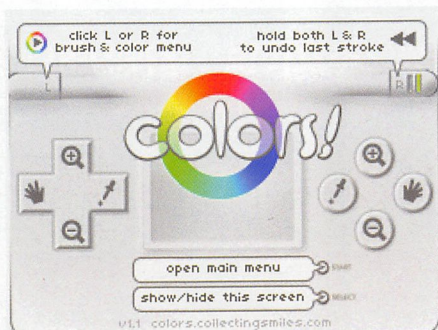 click L or R for
brush & color menu
hold both L & R
to undo last stroke
L
R
colors!
open main menu
START
show/hide this screen
SELECT
v1.1 colors.collectingsmiles.com